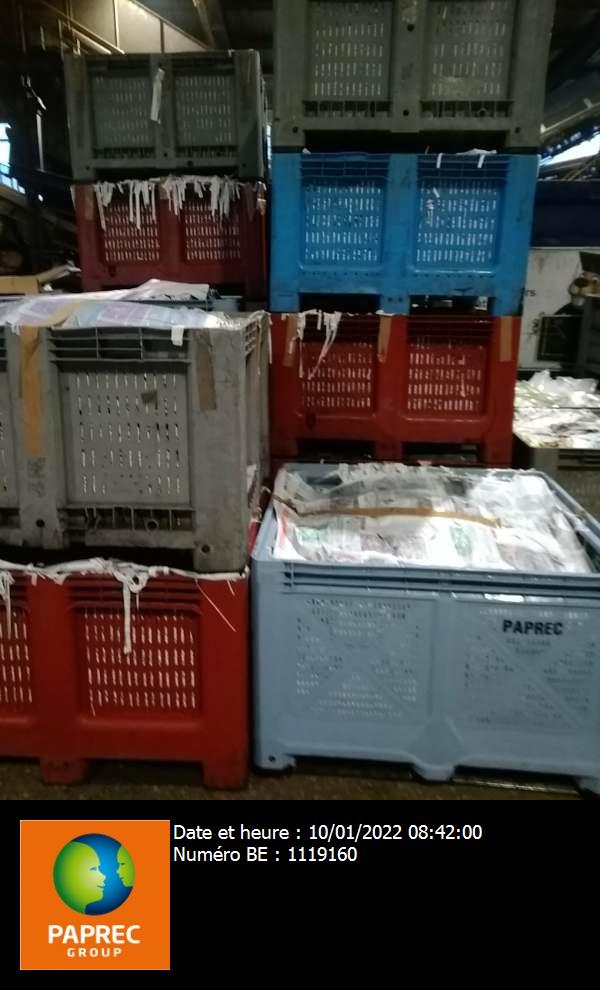 PAPREC
Date et heure : 10/01/2022 08:42:00
Numéro BE : 1119160
PAPREC
GROUP